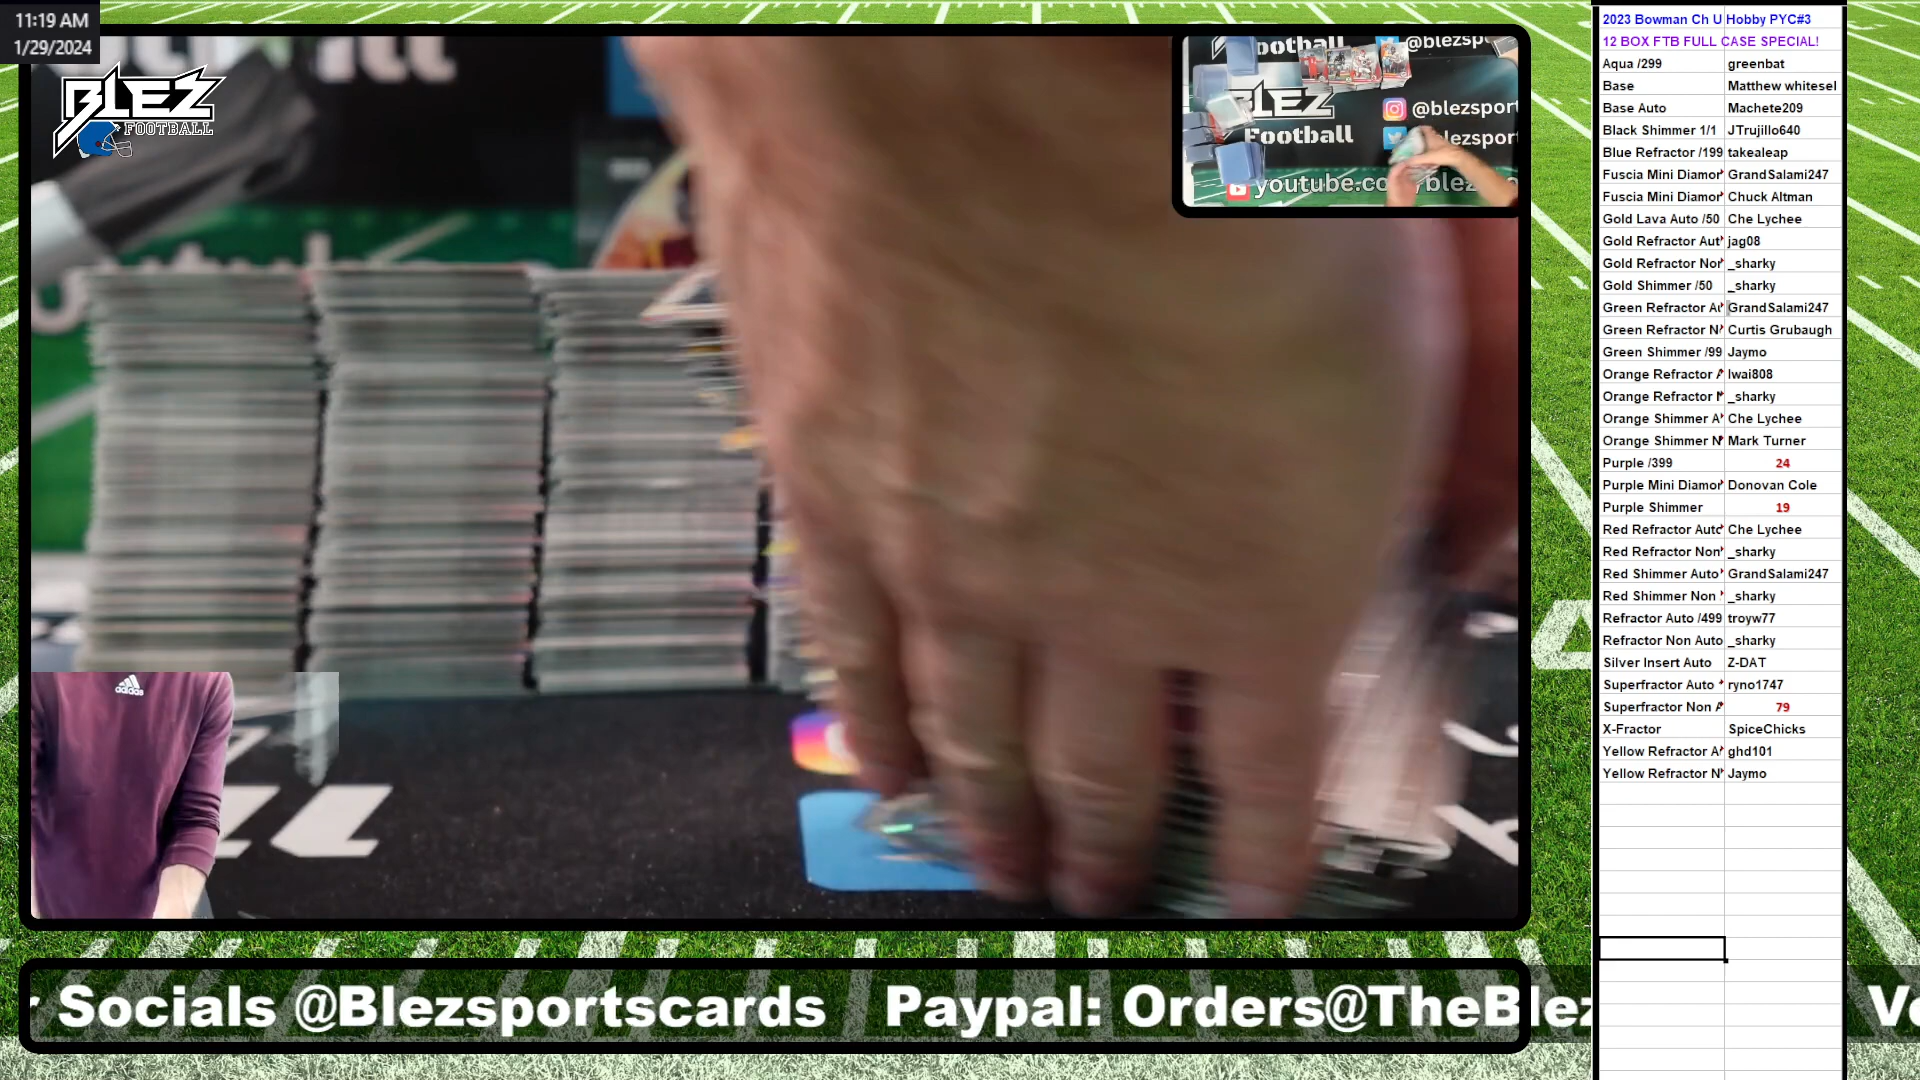 11:19 AM
1/29/2024
BLEZ
FOOTBALL
@blezsp
BLEZ
@blezsport
Football
blezsport
youtube.co
adidas
r Socials @Blezsportscards Paypal: Orders@TheBlez
2023 Bowman Ch U Hobby PYC#3
12 BOX FTB FULL CASE SPECIAL!
Aqua /299 greenbat
Base Matthew whitesel
Base Auto Machete209
Black Shimmer 1/1 JTrujillo640
Blue Refractor /199 takealeap
Fuscia Mini Diamor GrandSalami247
Fuscia Mini Diamor Chuck Altman
Gold Lava Auto /50 Che Lychee
Gold Refractor Aut jag08
Gold Refractor Nor _sharky
Gold Shimmer /50 _sharky
Green Refractor Au GrandSalami247
Green Refractor N Curtis Grubaugh
Green Shimmer /99 Jaymo
Orange Refractor A Iwai808
Orange Refractor _sharky
Orange Shimmer A Che Lychee
Orange Shimmer N Mark Turner
Purple /399 24
Purple Mini Diamor Donovan Cole
Purple Shimmer 19
Red Refractor Auto Che Lychee
Red Refractor Non _sharky
Red Shimmer Auto GrandSalami247
Red Shimmer Non _sharky
Refractor Auto /499 troyw77
Refractor Non Auto _sharky
Silver Insert Auto Z-DAT
Superfractor Auto ryno1747
Superfractor Non A 79
X-Fractor SpiceChicks
Yellow Refractor A ghd101
Yellow Refractor N Jaymo